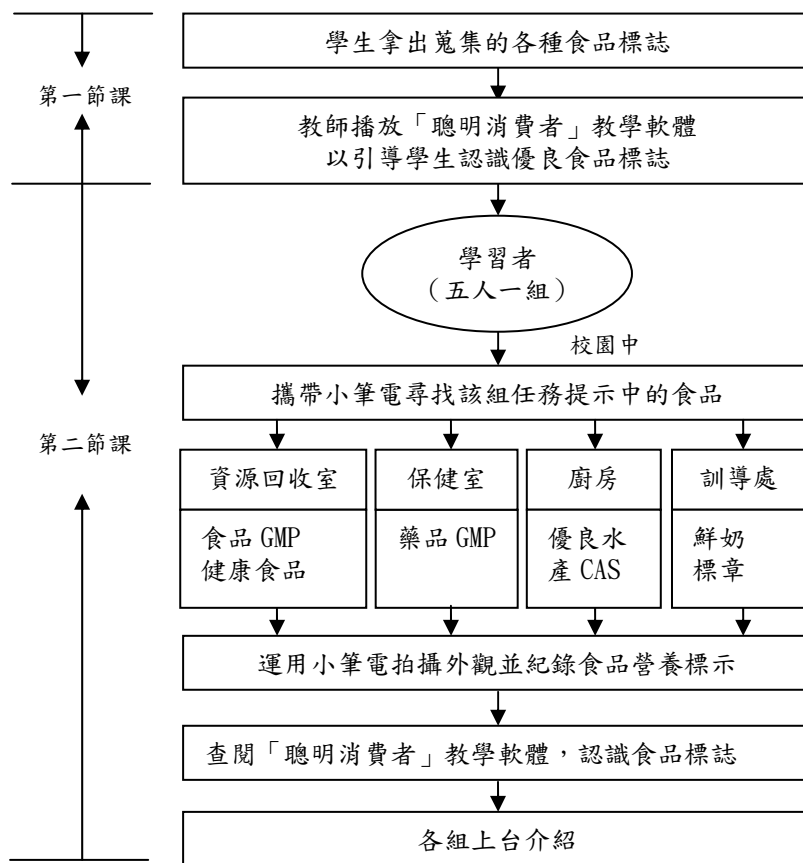 學生拿出蒐集的各種食品標誌
第一節課
教師播放「聰明消費者」教學軟體
以引導學生認識優良食品標誌
學習者
（五人一組）
校園中
攜帶小筆電尋找該組任務提示中的食品
第二節課
資源回收室
保健室
廚房
訓導處
食品 GMP
健康食品
藥品 GMP
優良水
產 CAS
鮮奶
標章
運用小筆電拍攝外觀並紀錄食品營養標示
查閱「聰明消費者」教學軟體，認識食品標誌
各組上台介紹